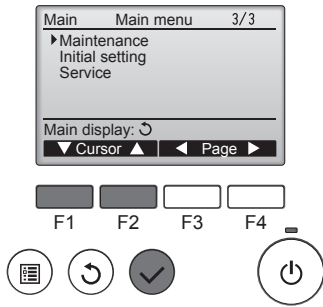 Main Main menu 3/3
Maintenance
Initial setting
Service
Main display:
Cursor Page
F1 F2 F3 F4